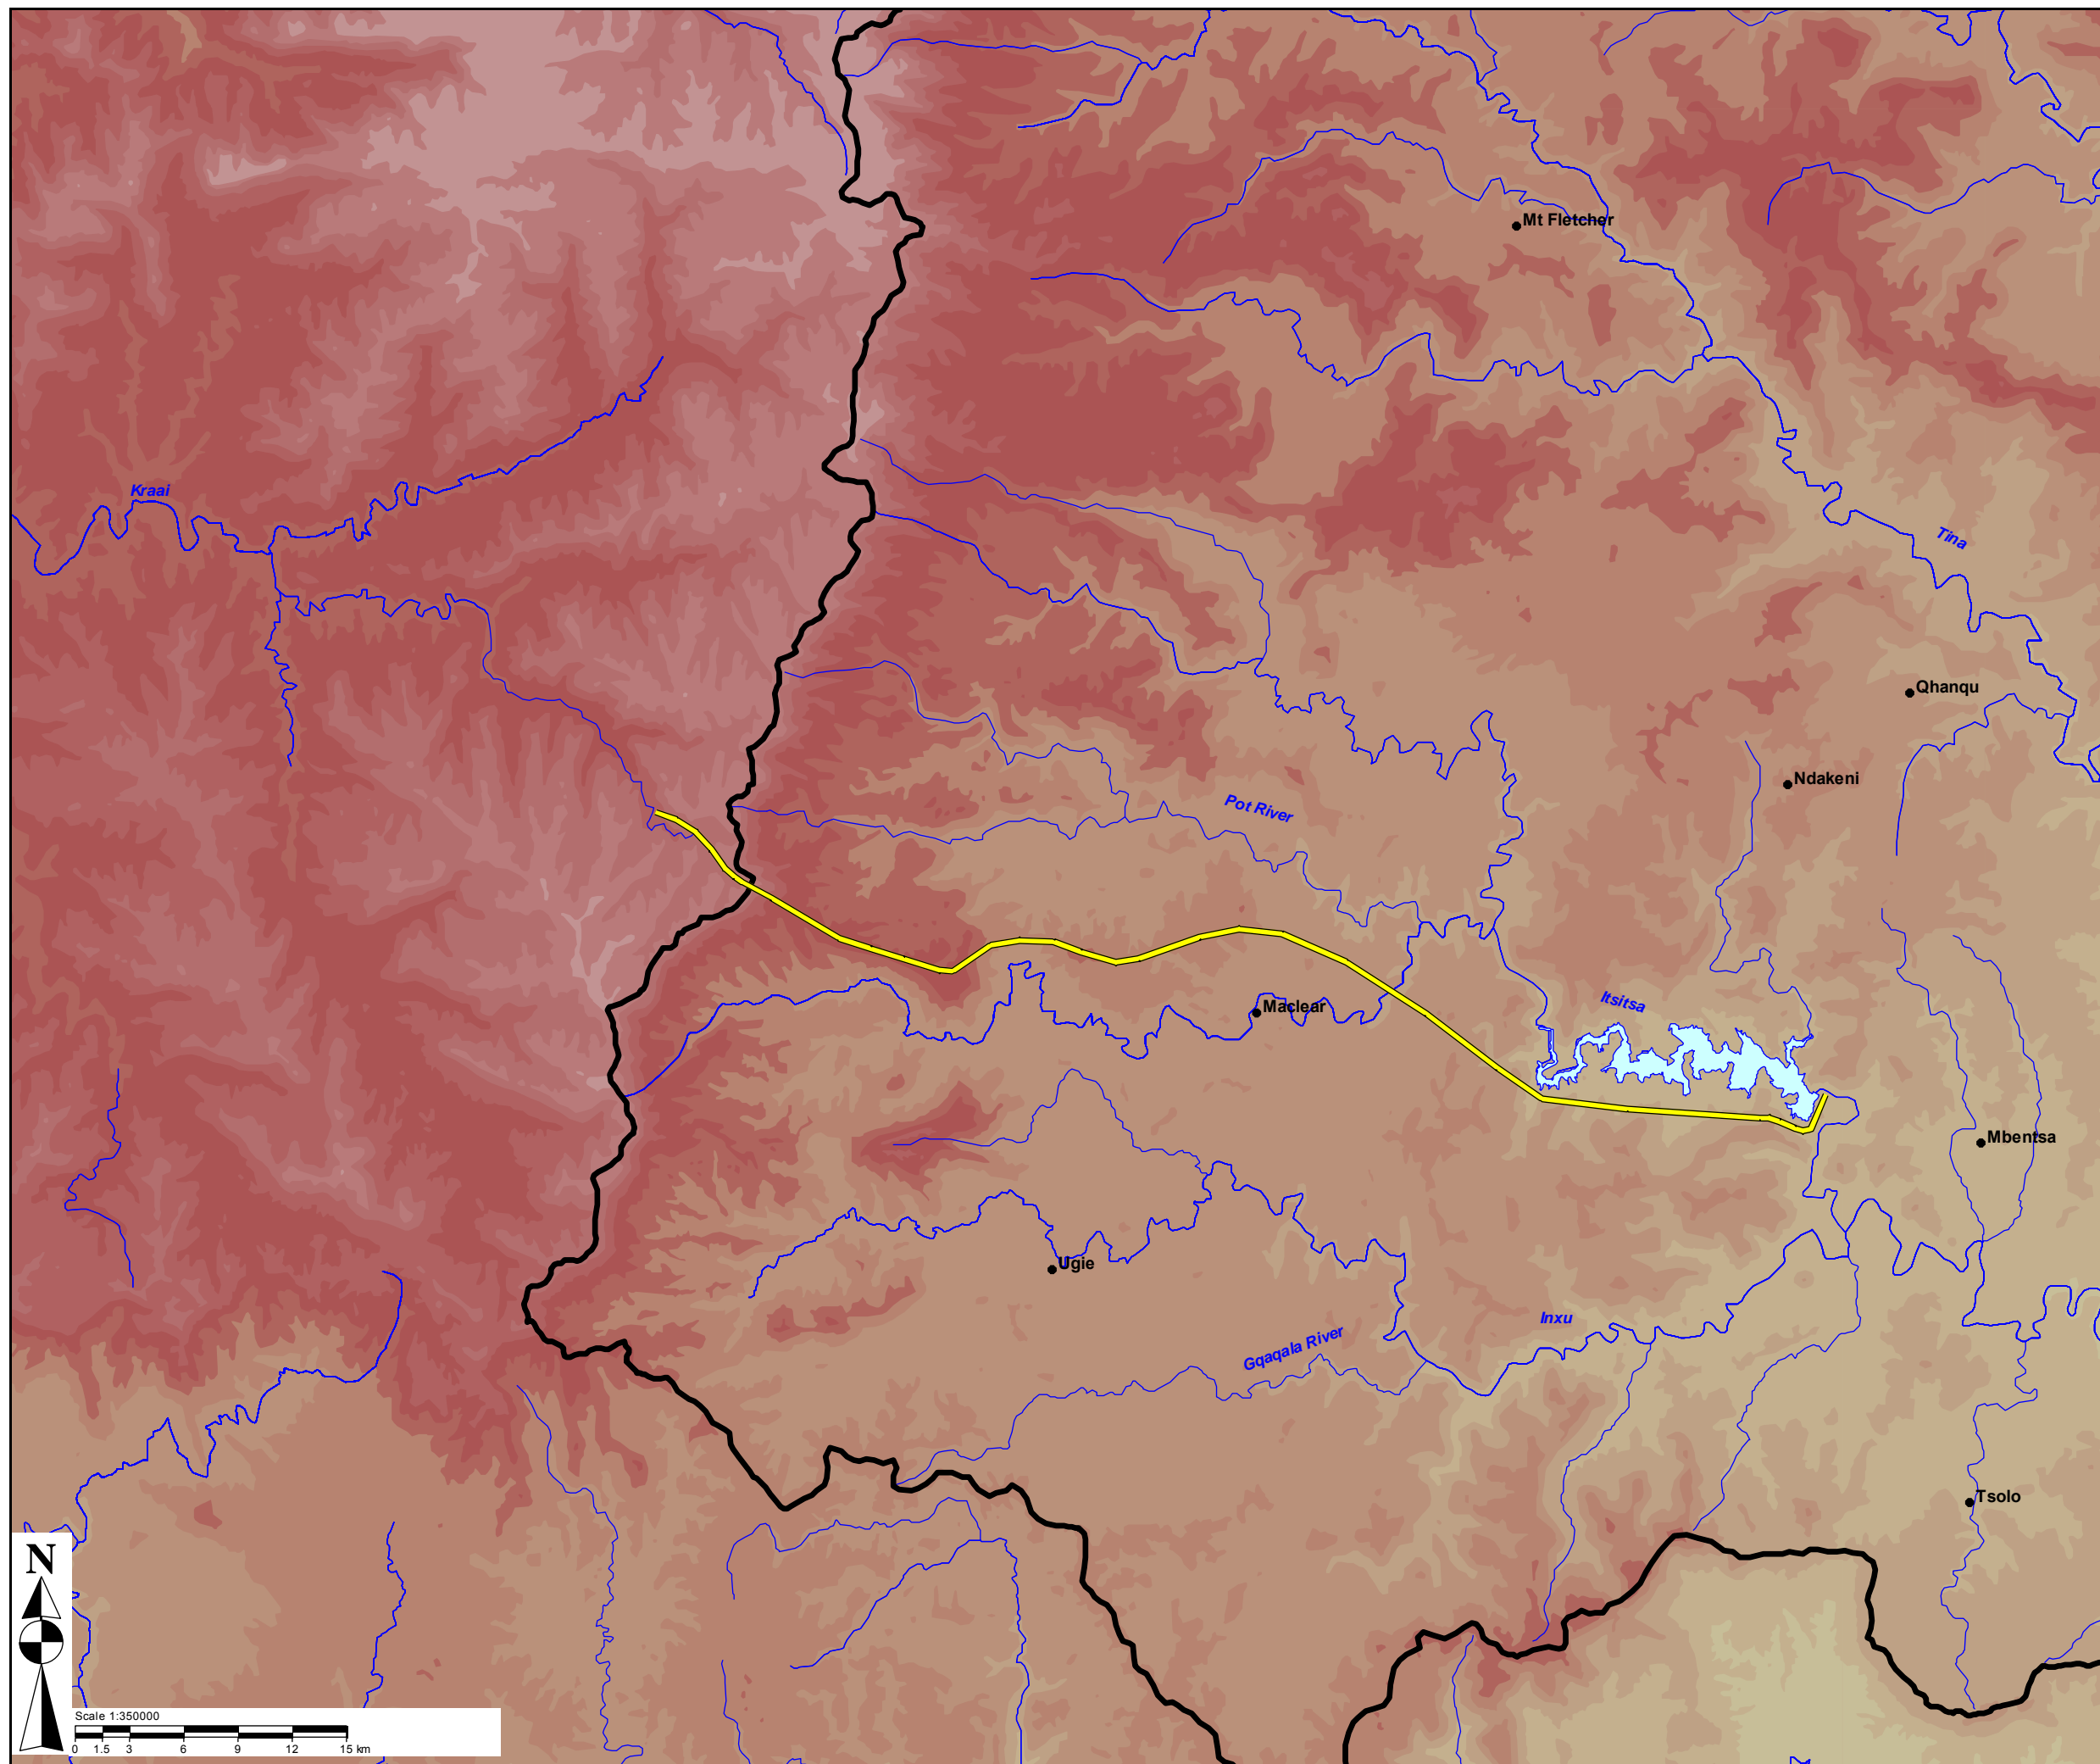 Mt Fletcher
Kraai
Tina
Qhanqu
Ndakeni
Pot River
Itsitsa
Maclear
Mbentsa
Ugie
Inxu
Gqaqala River
Tsolo
N
Scale 1:350000
0 1.5 3 6 9 12 15 km